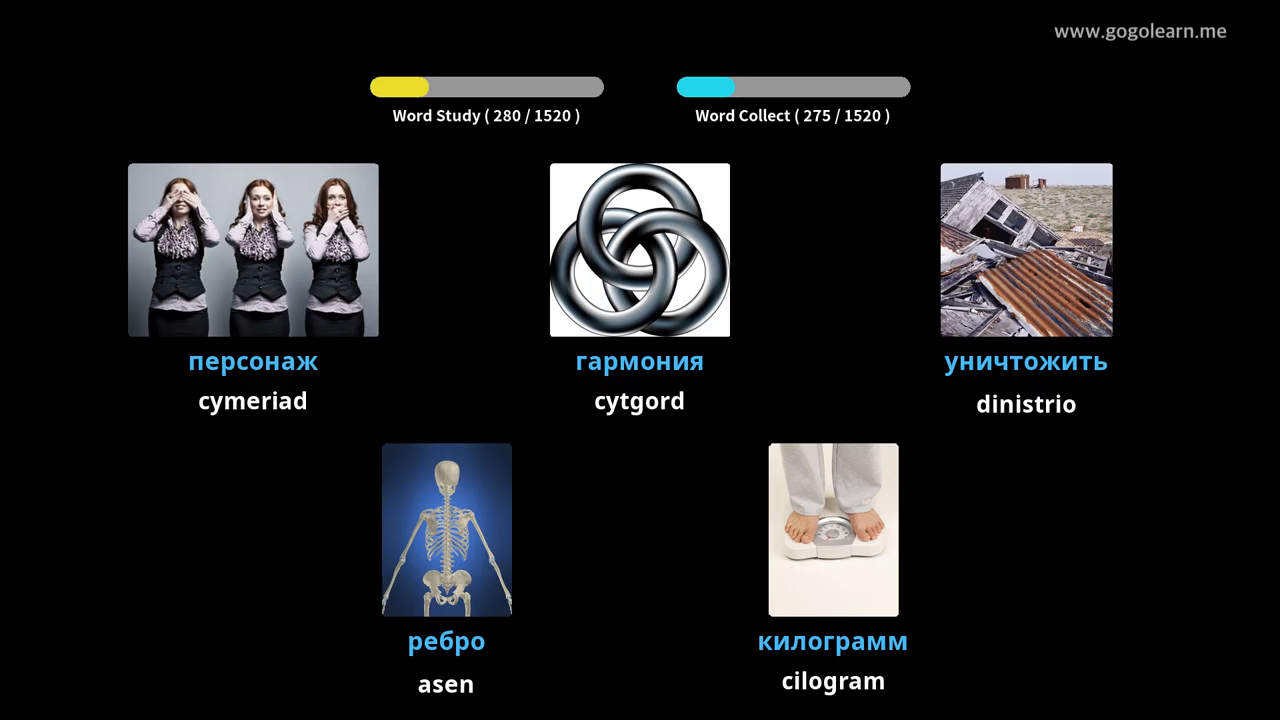 www.gogolearn.me
Word Study ( 280 / 1520 )
Word Collect ( 275 / 1520 )
персонаж
cymeriad
гармония
cytgord
уничтожить
dinistrio
ребро
asen
килограмм
cilogram